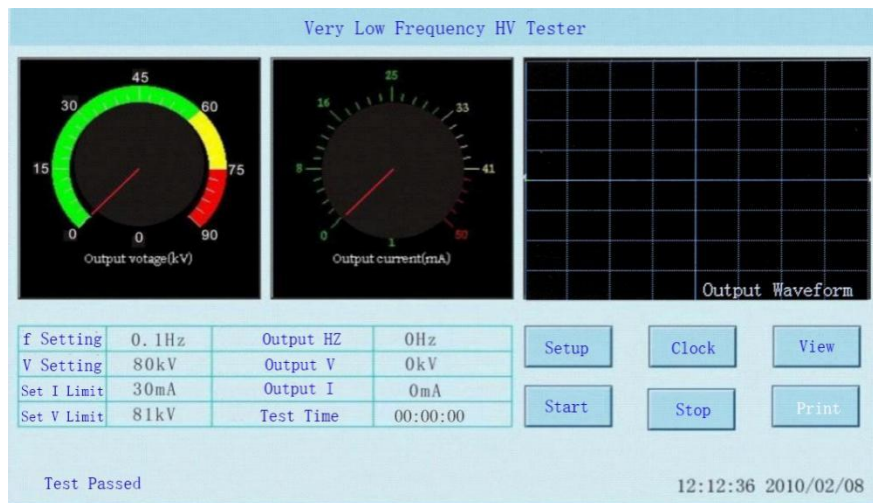 Very Low Frequency HV Tester
45
30 60
15 75
0 0 90
Output votage(kV)
25
16 33
8 41
0 1 50
Output current(mA)
Output Waveform
f Setting 0.1Hz Output HZ 0Hz
V Setting 80kV Output V 0kV
Set I Limit 30mA Output I 0mA
Set V Limit 81kV Test Time 00:00:00
Setup Clock View
Start Stop Print
Test Passed 12:12:36 2010/02/08